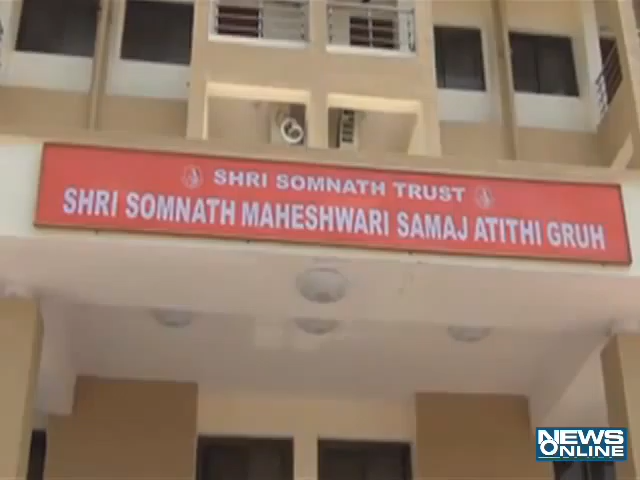 SHRI SOMNATH TRUST
SHRI SOMNATH MAHESHWARI SAMAJ ATITHI GRUH
NEWS
ONLINE